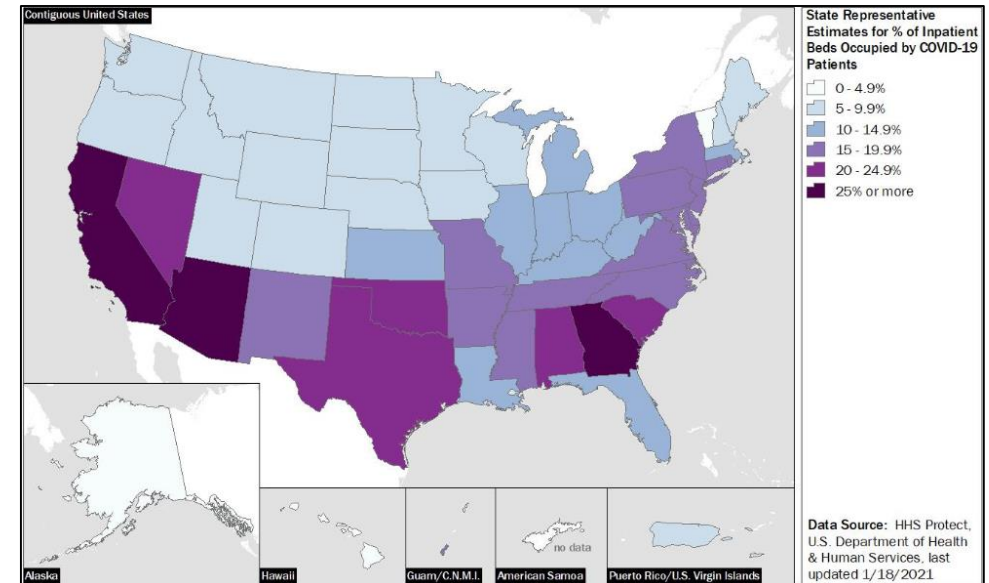 Contiguous United States
State Representative
Estimates for % of Inpatient
Beds Occupied by COVID-19
Patients
0 - 4.9%
5 - 9.9%
10 - 14.9%
15 - 19.9%
20 - 24.9%
25% or more
no data
Alaska
Hawaii
Guam/C.N.M.I.
American Samoa
Puerto Rico/U.S. Virgin Islands
Data Source: HHS Protect,
U.S. Department of Health
& Human Services, last
updated 1/18/2021